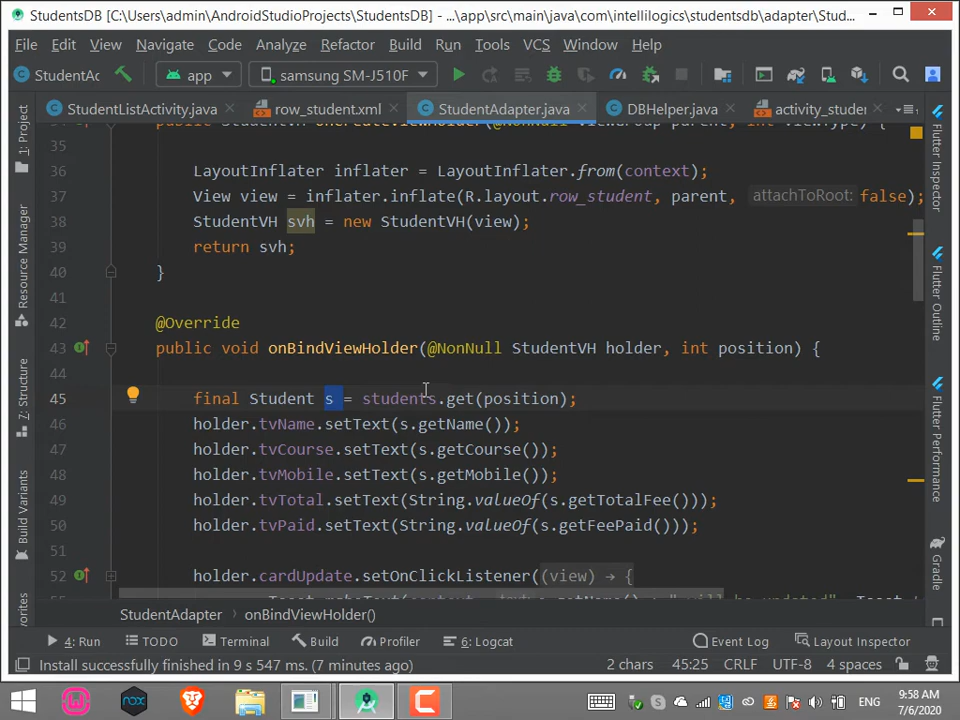 StudentsDB [C:\Users\admin\AndroidStudioProjects\StudentsDB] - ...\app\src\main\java\com\intellilogics\studentsdb\adapter\Stud...
File Edit View Navigate Code Analyze Refactor Build Run Tools VCS Window Help
StudentAc app samsung SM-J510F
StudentListActivity.java row_student.xml StudentAdapter.java DBHelper.java activity_studer
35
36 LayoutInflater inflater = LayoutInflater.from(context);
37 View view = inflater.inflate(R.layout.row_student, parent, attachToRoot: false);
38 StudentVH svh = new StudentVH(view);
39 return svh;
40 }
41
42 @Override
43 public void onBindViewHolder(@NonNull StudentVH holder, int position) {
44
45 final Student s = students.get(position);
46 holder.tvName.setText(s.getName());
47 holder.tvCourse.setText(s.getCourse());
48 holder.tvMobile.setText(s.getMobile());
49 holder.tvTotal.setText(String.valueOf(s.getTotalFee()));
50 holder.tvPaid.setText(String.valueOf(s.getFeePaid()));
51
52 holder.cardUpdate.setOnClickListener((view) → {
StudentAdapter onBindViewHolder()
4: Run TODO Terminal Build Profiler 6: Logcat Event Log Layout Inspector
Install successfully finished in 9 s 547 ms. (7 minutes ago) 2 chars 45:25 CRLF UTF-8 4 spaces
1: Project
Resource Manager
7: Structure
Build Variants
vorites
Flutter Inspector
Flutter Outline
Flutter Performance
Gradle
nox
ENG
9:58 AM
7/6/2020